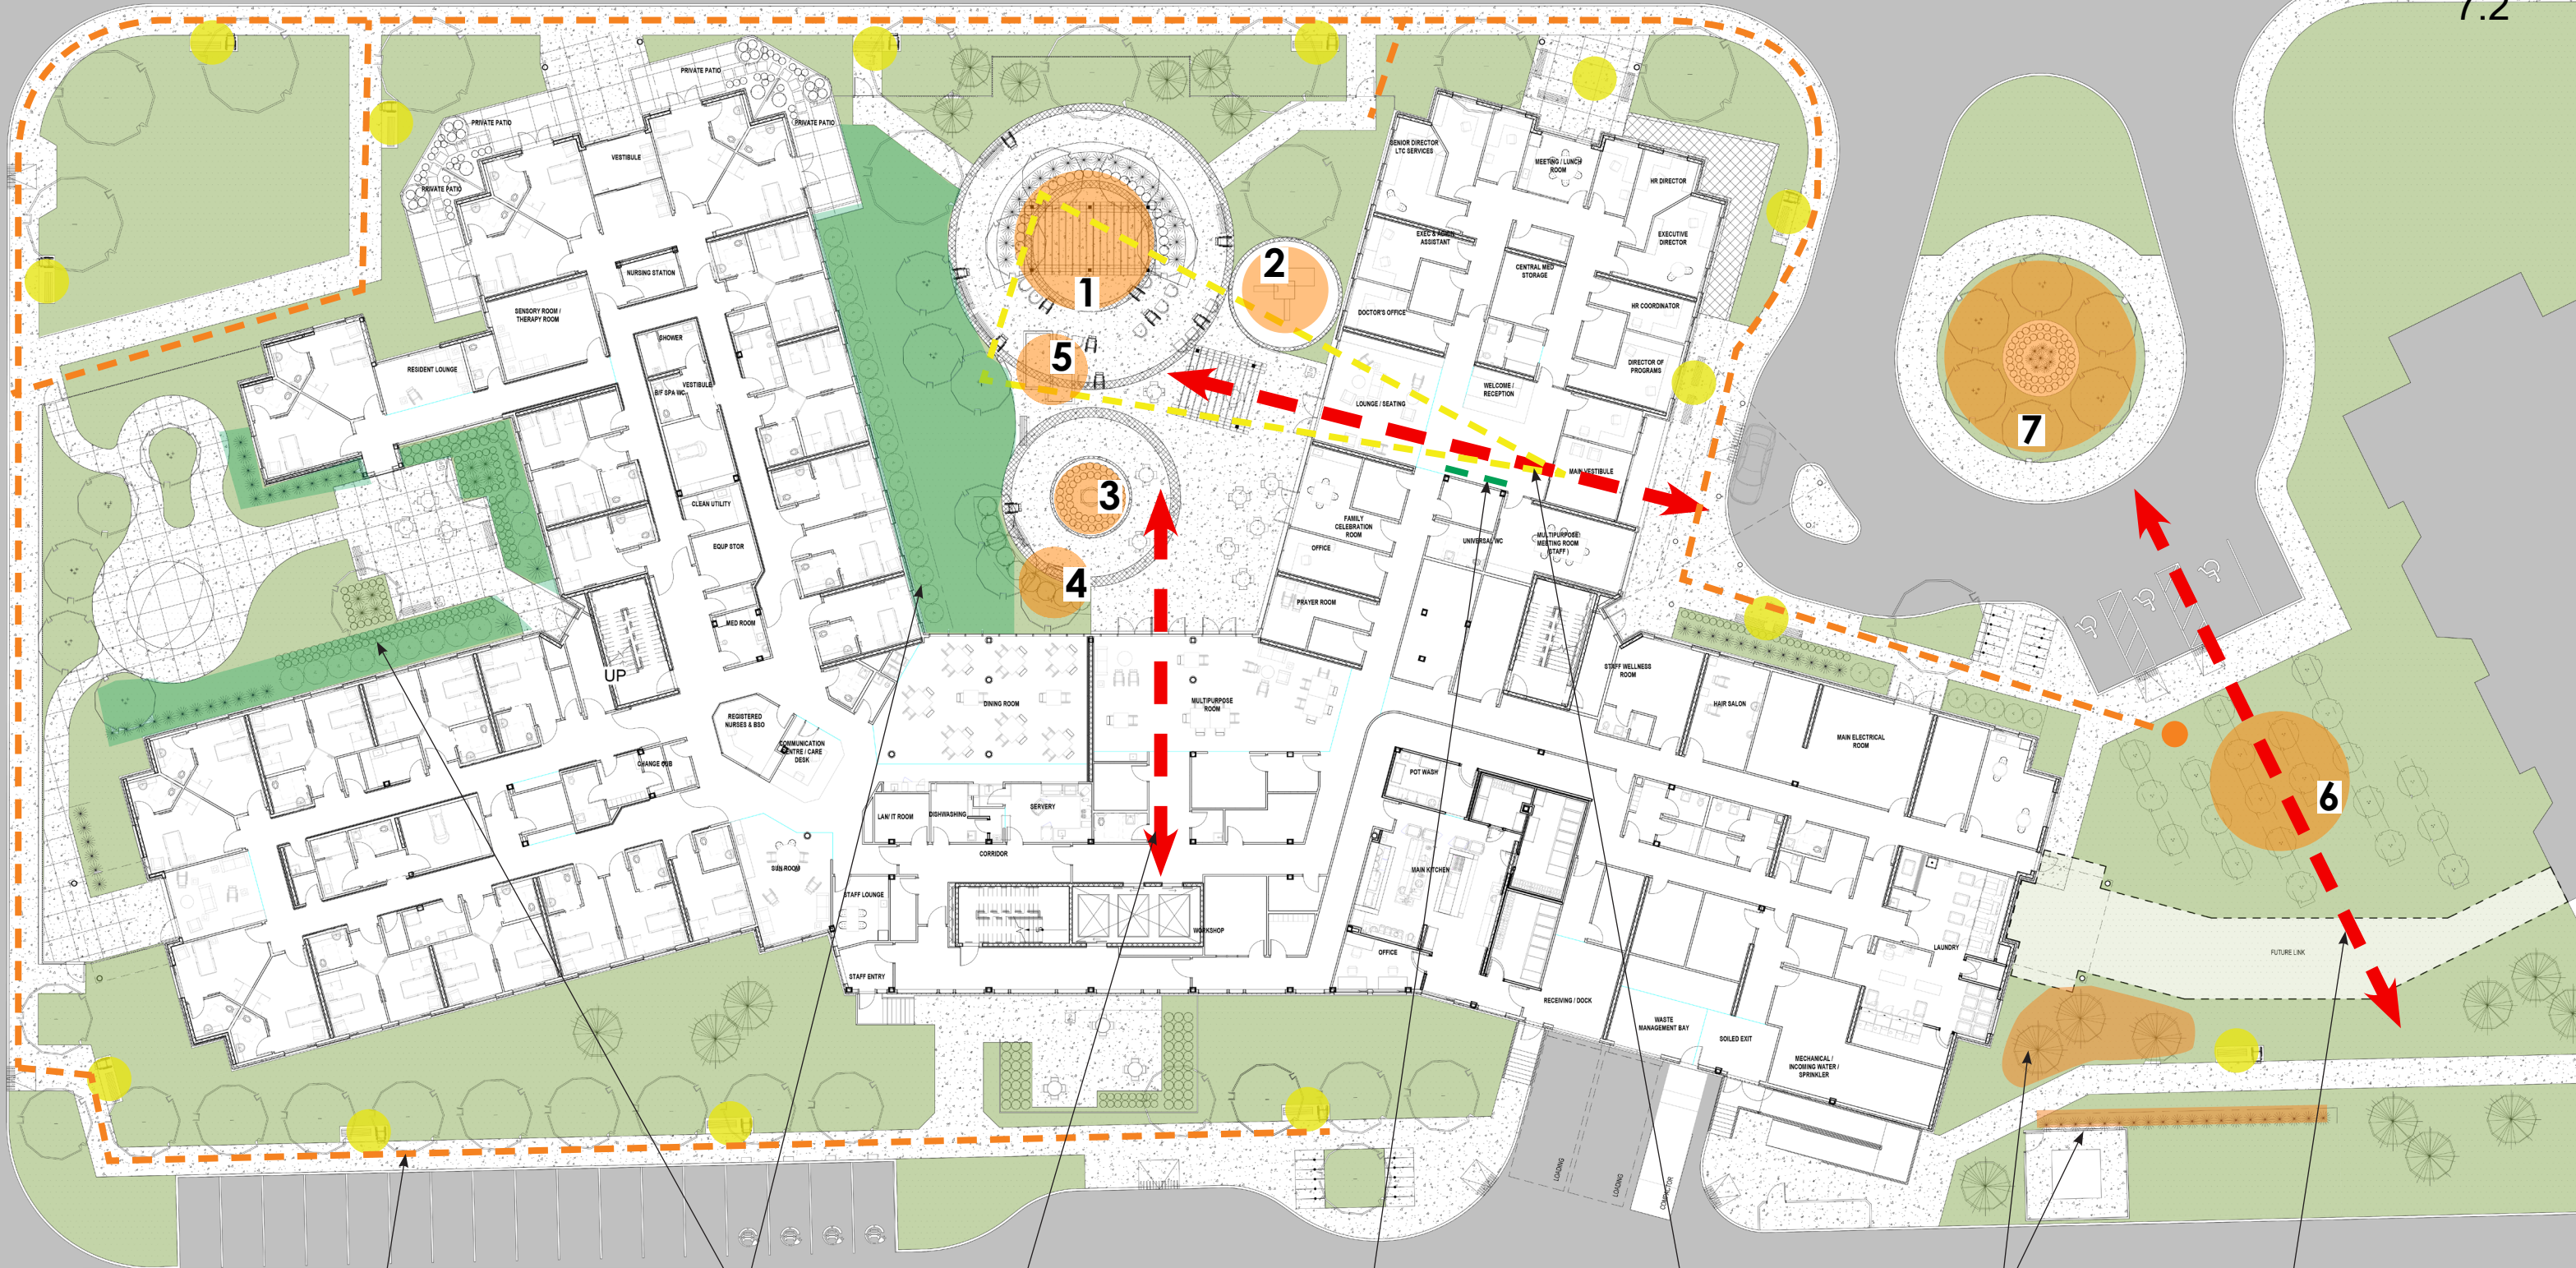 7.2
PRIVATE PATIO
PRIVATE PATIO
PRIVATE PATIO
PRIVATE PATIO
VESTIBULE
NURSING STATION
SENSORY ROOM /
THERAPY ROOM
SHOWER
RESIDENT LOUNGE
VESTIBULE
B/F SPA WC
CLEAN UTILITY
EQUP STOR
MED ROOM
UP
REGISTERED
NURSES & BSO
COMMUNICATION
CENTRE / CARE
DESK
CHANGE CUB
SUN ROOM
1
2
3
4
5
SENIOR DIRECTOR
LTC SERVICES
MEETING / LUNCH
ROOM
HR DIRECTOR
EXECUTIVE
DIRECTOR
EXEC & ADMIN
ASSISTANT
CENTRAL MED
STORAGE
HR COORDINATOR
DOCTOR'S OFFICE
DIRECTOR OF
PROGRAMS
WELCOME /
RECEPTION
LOUNGE / SEATING
MAIN VESTIBULE
FAMILY
CELEBRATION
ROOM
OFFICE
UNIVERSAL WC
MULTIPURPOSE/
MEETING ROOM
(STAFF )
PRAYER ROOM
DINING ROOM
MULTIPURPOSE
ROOM
LAN/ IT ROOM
DISHWASHING
SERVERY
CORRIDOR
STAFF LOUNGE
WORKSHOP
STAFF ENTRY
STAFF WELLNESS
ROOM
HAIR SALON
MAIN ELECTRICAL
ROOM
POT WASH
MAIN KITCHEN
OFFICE
LAUNDRY
RECEIVING / DOCK
WASTE
MANAGEMENT BAY
SOILED EXIT
MECHANICAL /
INCOMING WATER /
SPRINKLER
LOADING
LOADING
COMPACTOR
7
6
FUTURE LINK